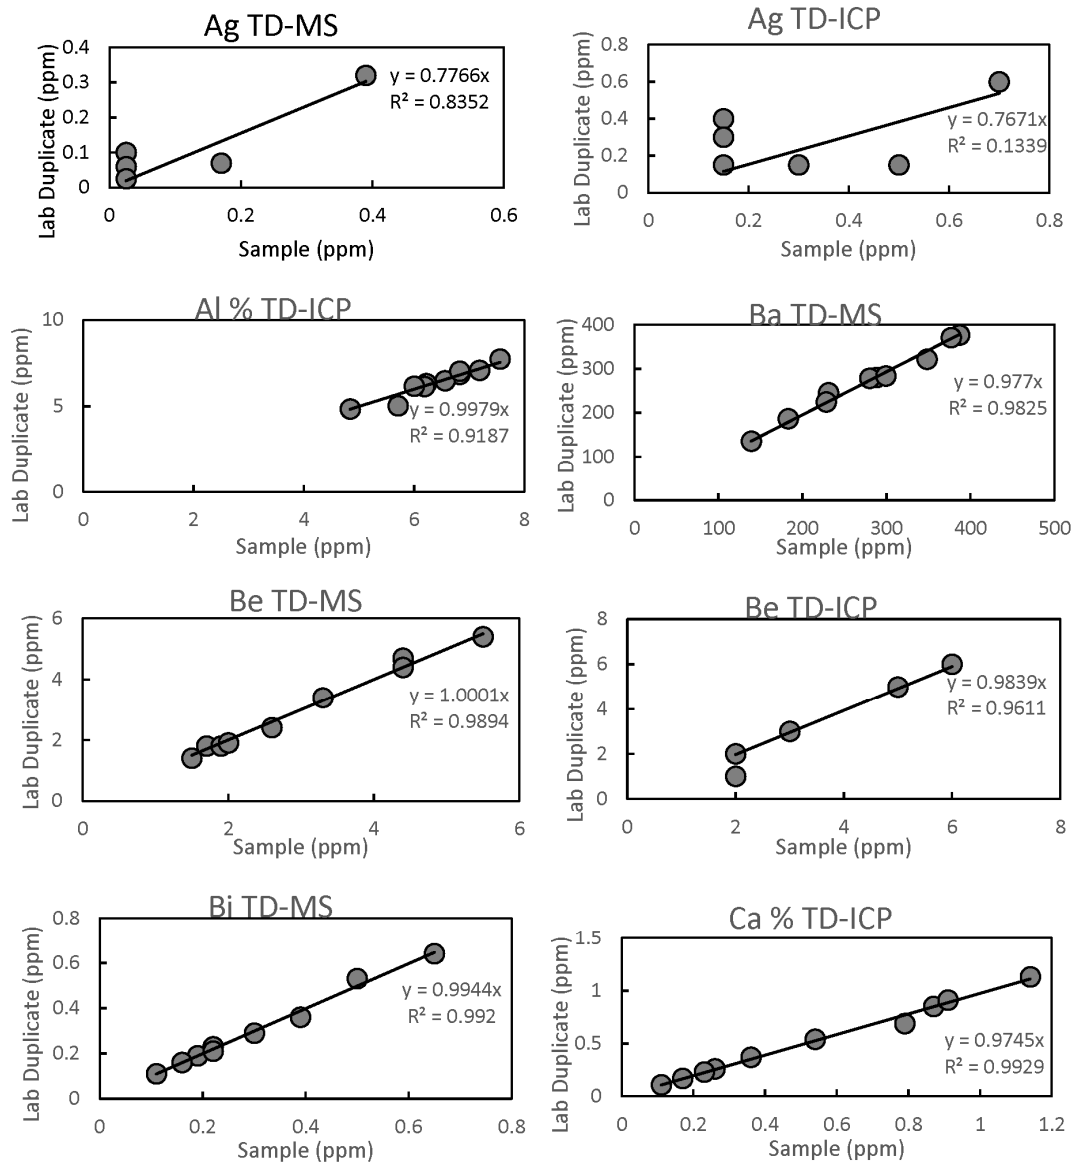 Ag TD-MS
Lab Duplicate (ppm)
0.4
0.3
0.2
0.1
0
y = 0.7766x
R² = 0.8352
0
0.2
0.4
0.6
Sample (ppm)
Ag TD-ICP
Lab Duplicate (ppm)
0.8
0.6
0.4
0.2
0
y = 0.7671x
R² = 0.1339
0
0.2
0.4
0.6
0.8
Sample (ppm)
Al % TD-ICP
Lab Duplicate (ppm)
10
5
0
y = 0.9979x
R² = 0.9187
0
2
4
6
8
Sample (ppm)
Ba TD-MS
Lab Duplicate (ppm)
400
300
200
100
0
y = 0.977x
R² = 0.9825
0
100
200
300
400
500
Sample (ppm)
Be TD-MS
Lab Duplicate (ppm)
6
4
2
0
y = 1.0001x
R² = 0.9894
0
2
4
6
Sample (ppm)
Be TD-ICP
Lab Duplicate (ppm)
8
6
4
2
0
y = 0.9839x
R² = 0.9611
0
2
4
6
8
Sample (ppm)
Bi TD-MS
Lab Duplicate (ppm)
0.8
0.6
0.4
0.2
0
y = 0.9944x
R² = 0.992
0
0.2
0.4
0.6
0.8
Sample (ppm)
Ca % TD-ICP
Lab Duplicate (ppm)
1.5
1
0.5
0
y = 0.9745x
R² = 0.9929
0
0.2
0.4
0.6
0.8
1
1.2
Sample (ppm)